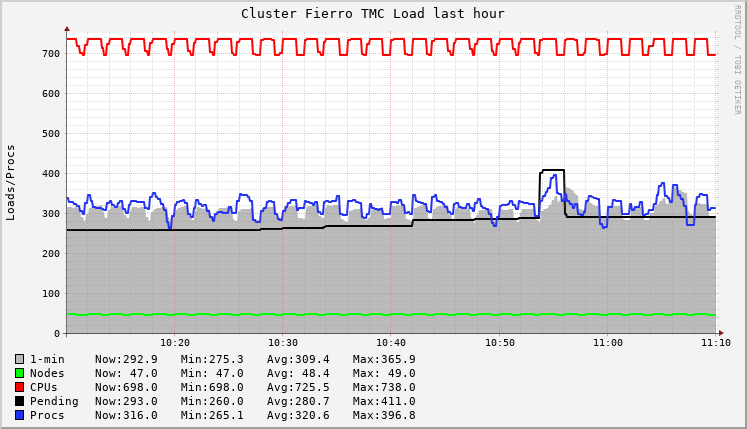 Cluster Fierro TMC Load last hour
RRDTOOL / TOBI OETIKER
Loads/Procs
700
600
500
400
300
200
100
0
10:20 10:30 10:40 10:50 11:00 11:10
1-min Now:292.9 Min:275.3 Avg:309.4 Max:365.9
Nodes Now: 47.0 Min: 47.0 Avg: 48.4 Max: 49.0
CPUs Now:698.0 Min:698.0 Avg:725.5 Max:738.0
Pending Now:293.0 Min:260.0 Avg:280.7 Max:411.0
Procs Now:316.0 Min:265.1 Avg:320.6 Max:396.8